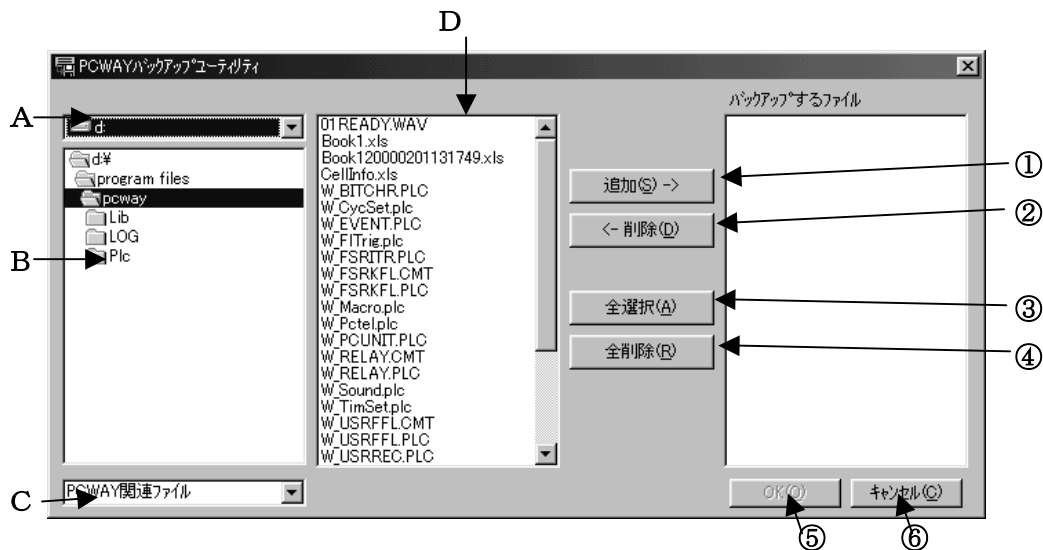 D
PCWAYバックアップユーティリティ
A
d:
バックアップするファイル
d:¥
program files
pcway
Lib
LOG
Plc
B
01READY.WAV
Book1.xls
Book120000201131749.xls
CellInfo.xls
W_BITCHR.PLC
W_CycSet.plc
W_EVENT.PLC
W_FITrig.plc
W_FSRITR.PLC
W_FSRKFL.CMT
W_FSRKFL.PLC
W_Macro.plc
W_Pctel.plc
W_PCUNIT.PLC
W_RELAY.CMT
W_RELAY.PLC
W_Sound.plc
W_TimSet.plc
W_USRFFL.CMT
W_USRFFL.PLC
W_USRREC.PLC
追加(S) ->
①
<- 削除(D)
②
全選択(A)
③
全削除(R)
④
C
PCWAY関連ファイル
OK(O)
キャンセル(C)
⑤
⑥